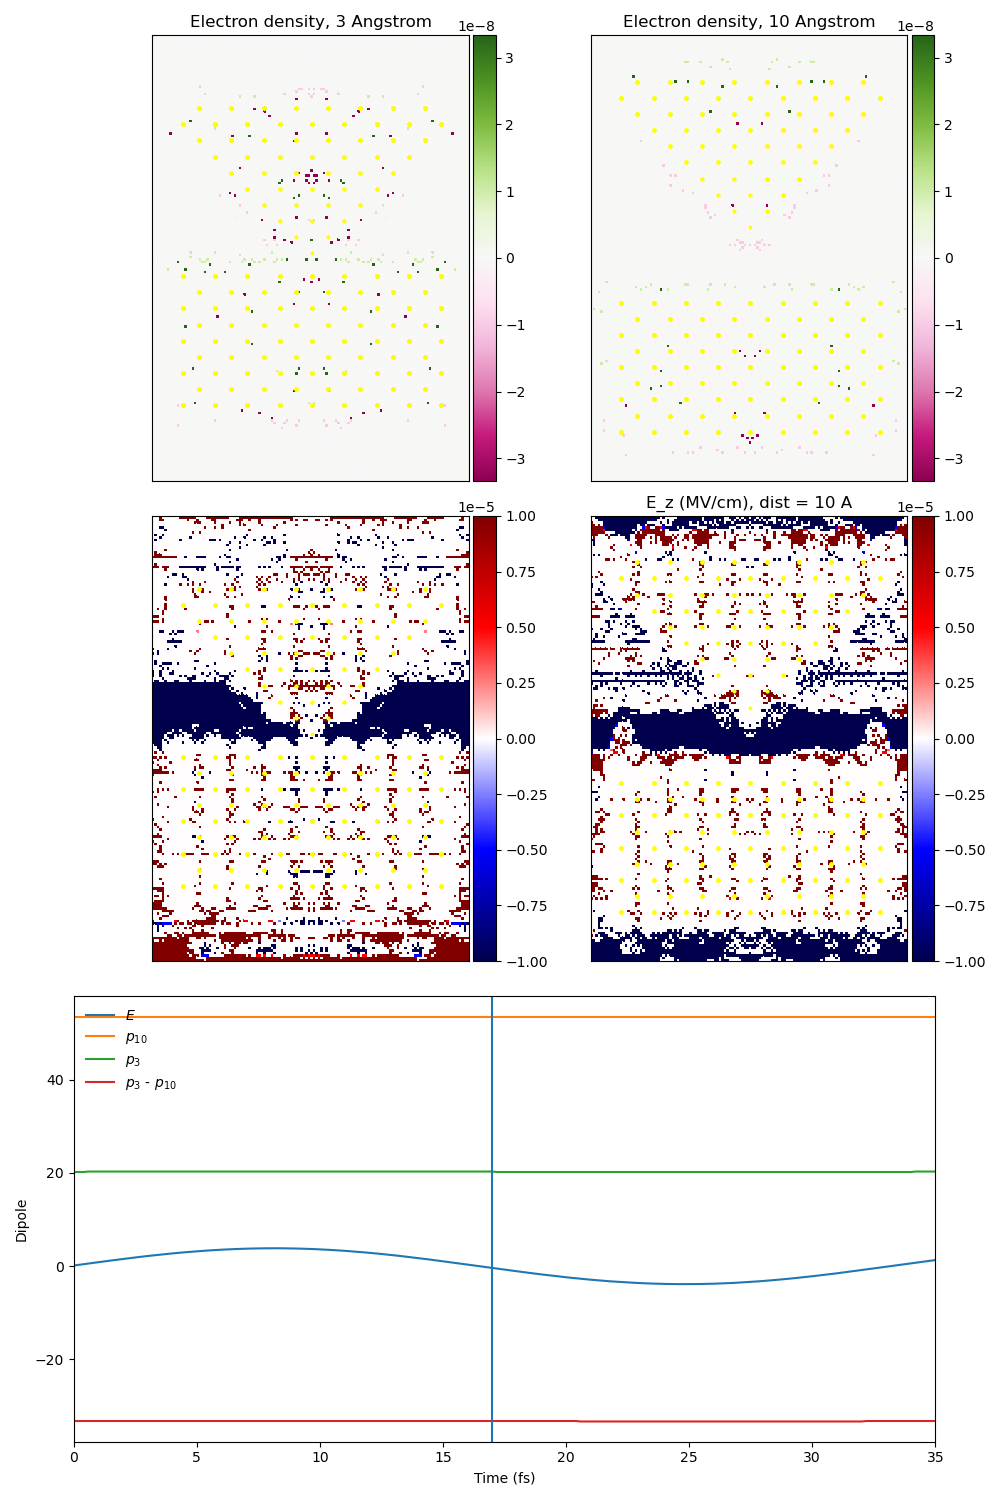 Electron density, 3 Angstrom
1e−8
3
2
1
0
−1
−2
−3
Electron density, 10 Angstrom
1e−8
3
2
1
0
−1
−2
−3
1e−5
1.00
0.75
0.50
0.25
0.00
−0.25
−0.50
−0.75
−1.00
E_z (MV/cm), dist = 10 A
1e−5
1.00
0.75
0.50
0.25
0.00
−0.25
−0.50
−0.75
−1.00
E
p10
p3
p3 - p10
Dipole
40
20
0
−20
0 5 10 15 20 25 30 35
Time (fs)